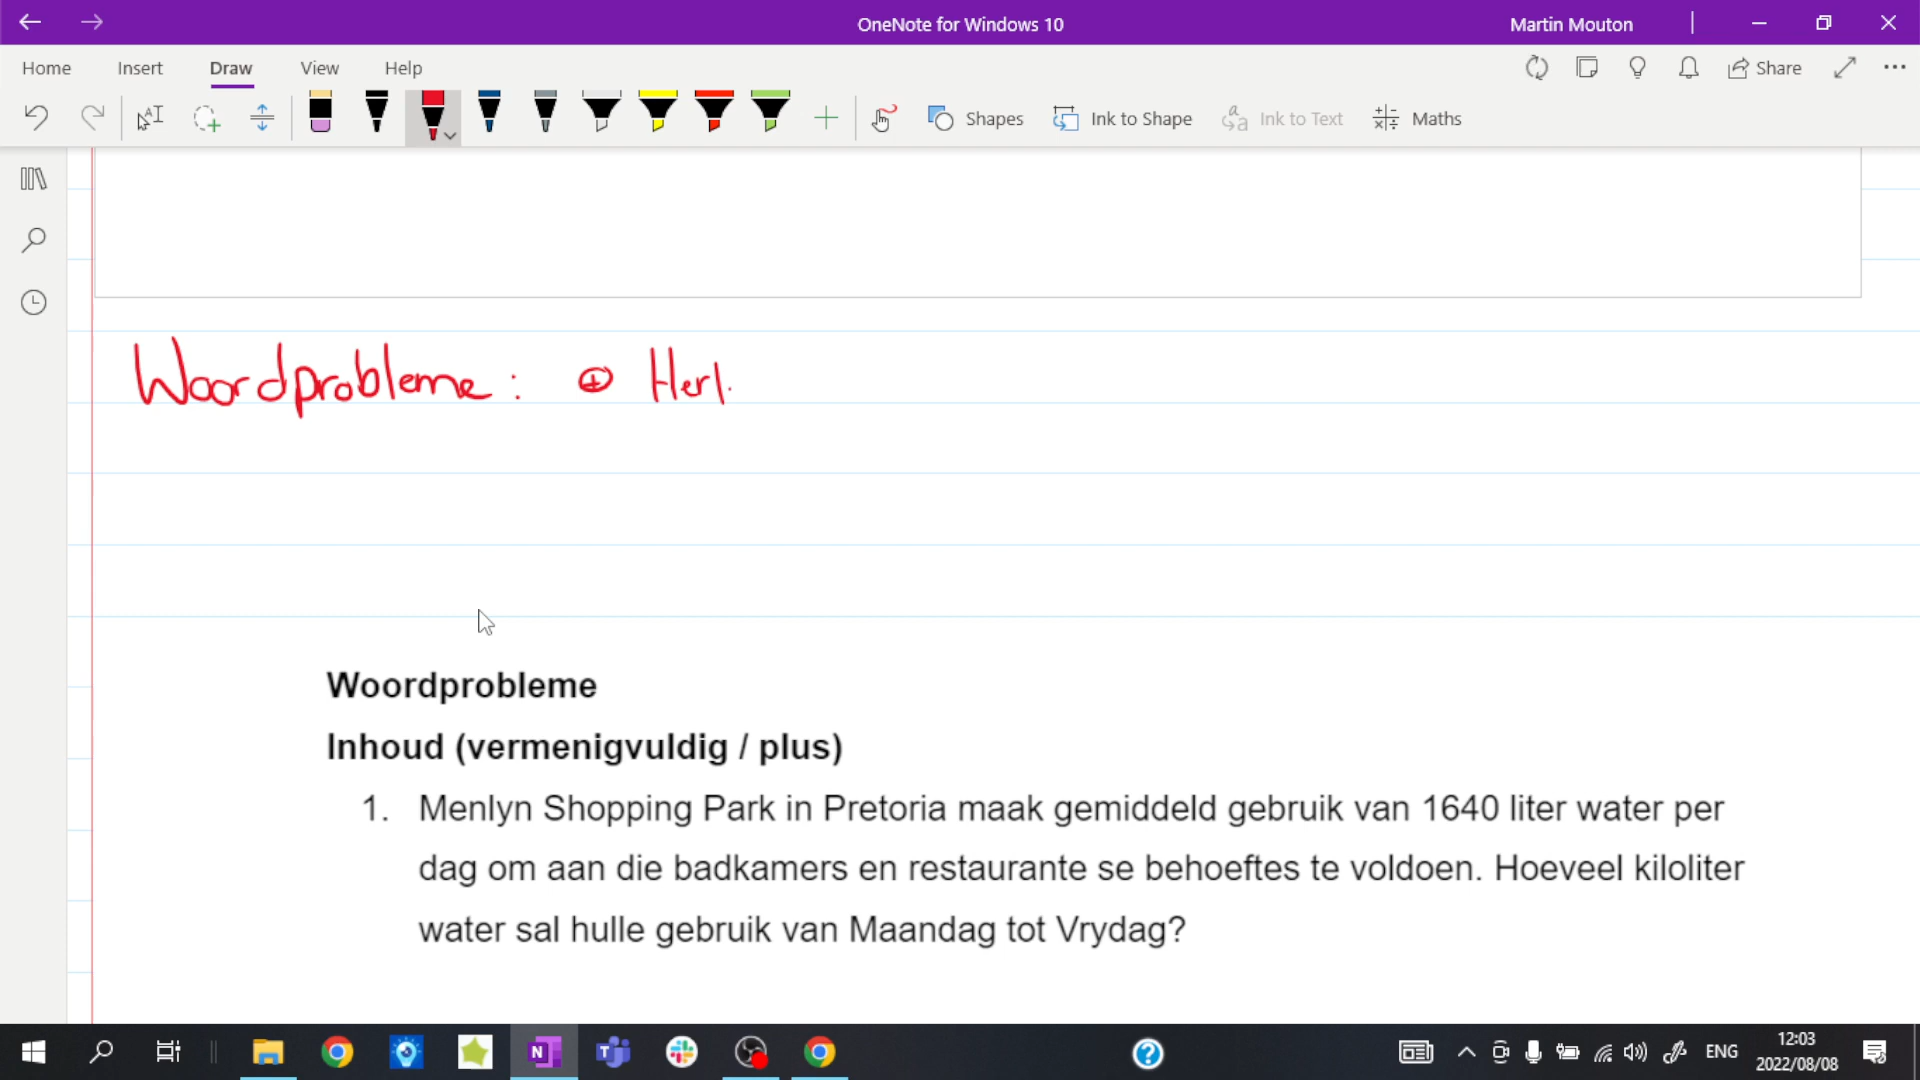 OneNote for Windows 10
Martin Mouton
Home Insert Draw View Help
Share
Shapes Ink to Shape Ink to Text Maths
Woordprobleme: ⊕ Herl.
Woordprobleme
Inhoud (vermenigvuldig / plus)
1. Menlyn Shopping Park in Pretoria maak gemiddeld gebruik van 1640 liter water per
dag om aan die badkamers en restaurante se behoeftes te voldoen. Hoeveel kiloliter
water sal hulle gebruik van Maandag tot Vrydag?
ENG
12:03
2022/08/08